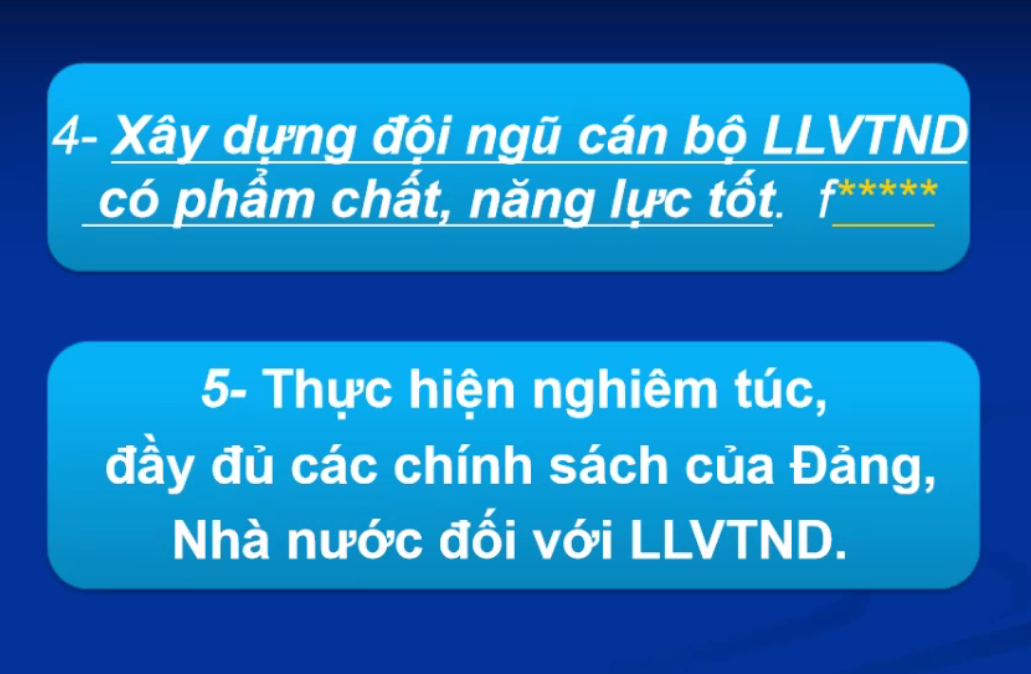 4- Xây dựng đội ngũ cán bộ LLVTND
có phẩm chất, năng lực tốt. f*****
5- Thực hiện nghiêm túc,
đầy đủ các chính sách của Đảng,
Nhà nước đối với LLVTND.